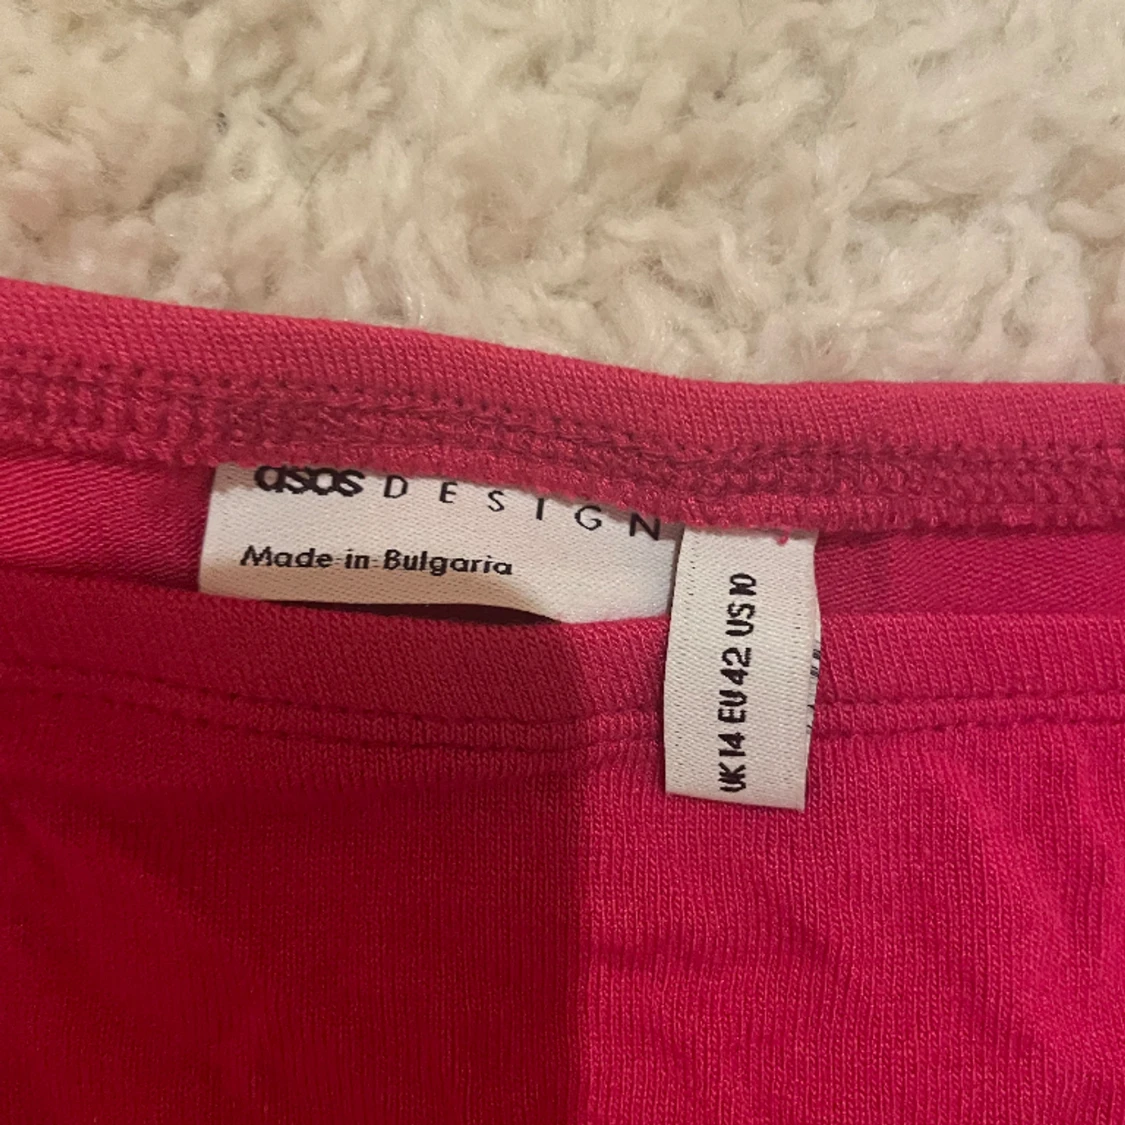 asos DESIGN
Made in Bulgaria
UK 14 EU 42 US 10